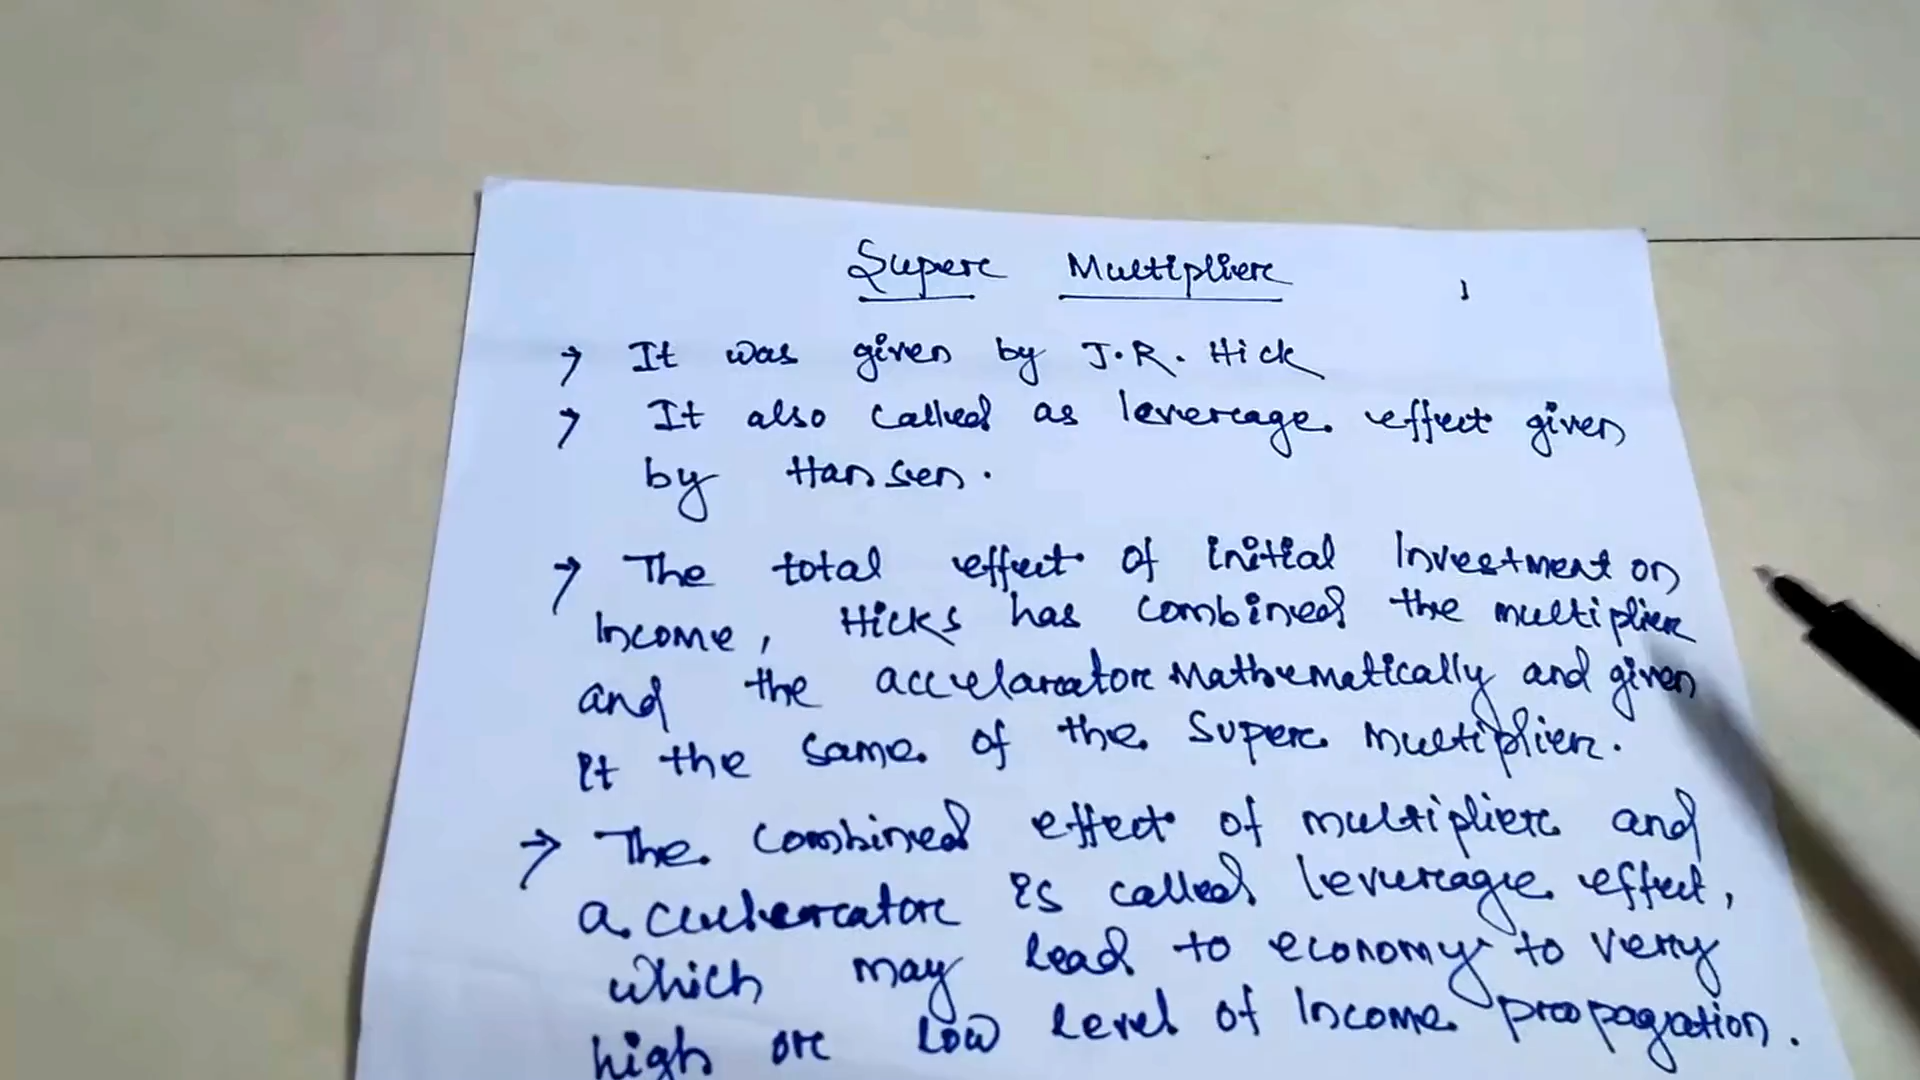 Super Multiplier
→ It was given by J.R. Hick
→ It also called as leverage effect given
by Hansen.
→ The total effect of initial Investment on
Income, Hicks has combined the multiplier
and the accelarator Mathematically and given
it the same of the Super Multiplier.
→ The combined effect of multiplier and
is called leverage effect,
which may lead to economy to very
high or low level of Income propagation.